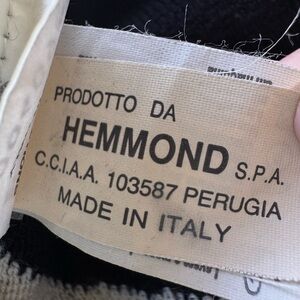 PRODOTTO DA
HEMMOND S.P.A.
C.C.I.A.A. 103587 PERUGIA
MADE IN ITALY